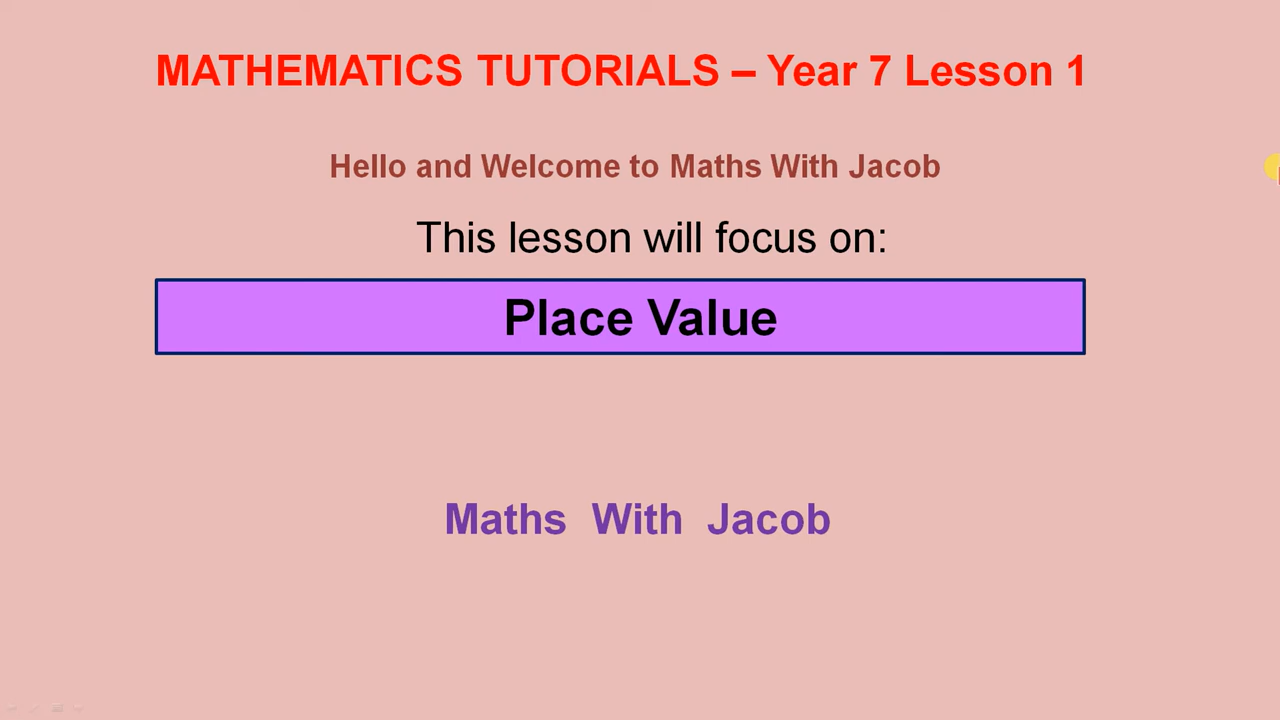 MATHEMATICS TUTORIALS – Year 7 Lesson 1
Hello and Welcome to Maths With Jacob
This lesson will focus on:
Place Value
Maths With Jacob